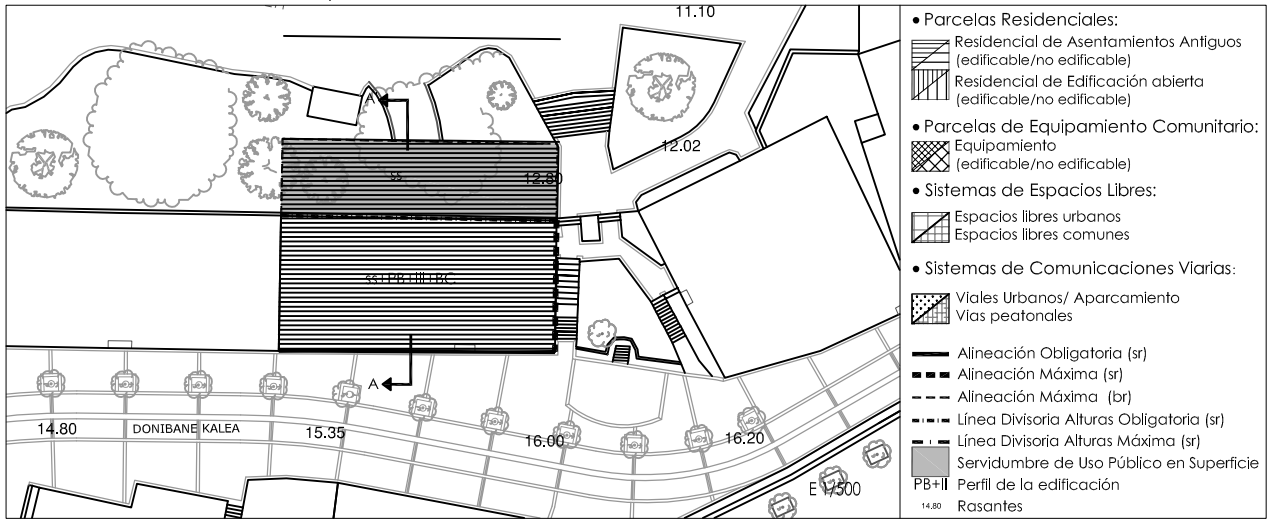 11.10
A
12.02
ss
12.80
ss+PB+III+BC
A
14.80
DONIBANE KALEA
15.35
16.00
16.20
E 1/500
• Parcelas Residenciales:
Residencial de Asentamientos Antiguos
(edificable/no edificable)
Residencial de Edificación abierta
(edificable/no edificable)
• Parcelas de Equipamiento Comunitario:
Equipamiento
(edificable/no edificable)
• Sistemas de Espacios Libres:
Espacios libres urbanos
Espacios libres comunes
• Sistemas de Comunicaciones Viarias:
Viales Urbanos/ Aparcamiento
Vias peatonales
Alineación Obligatoria (sr)
Alineación Máxima (sr)
Alineación Máxima (br)
Línea Divisoria Alturas Obligatoria (sr)
Línea Divisoria Alturas Máxima (sr)
Servidumbre de Uso Público en Superficie
PB+II Perfil de la edificación
14.80 Rasantes